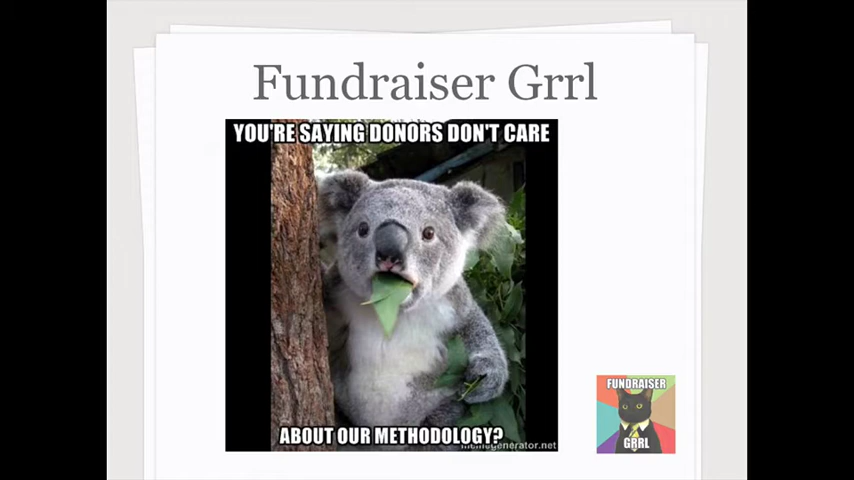 Fundraiser Grrl
YOU'RE SAYING DONORS DON'T CARE
ABOUT OUR METHODOLOGY?
memegenerator.net
FUNDRAISER
GRRL